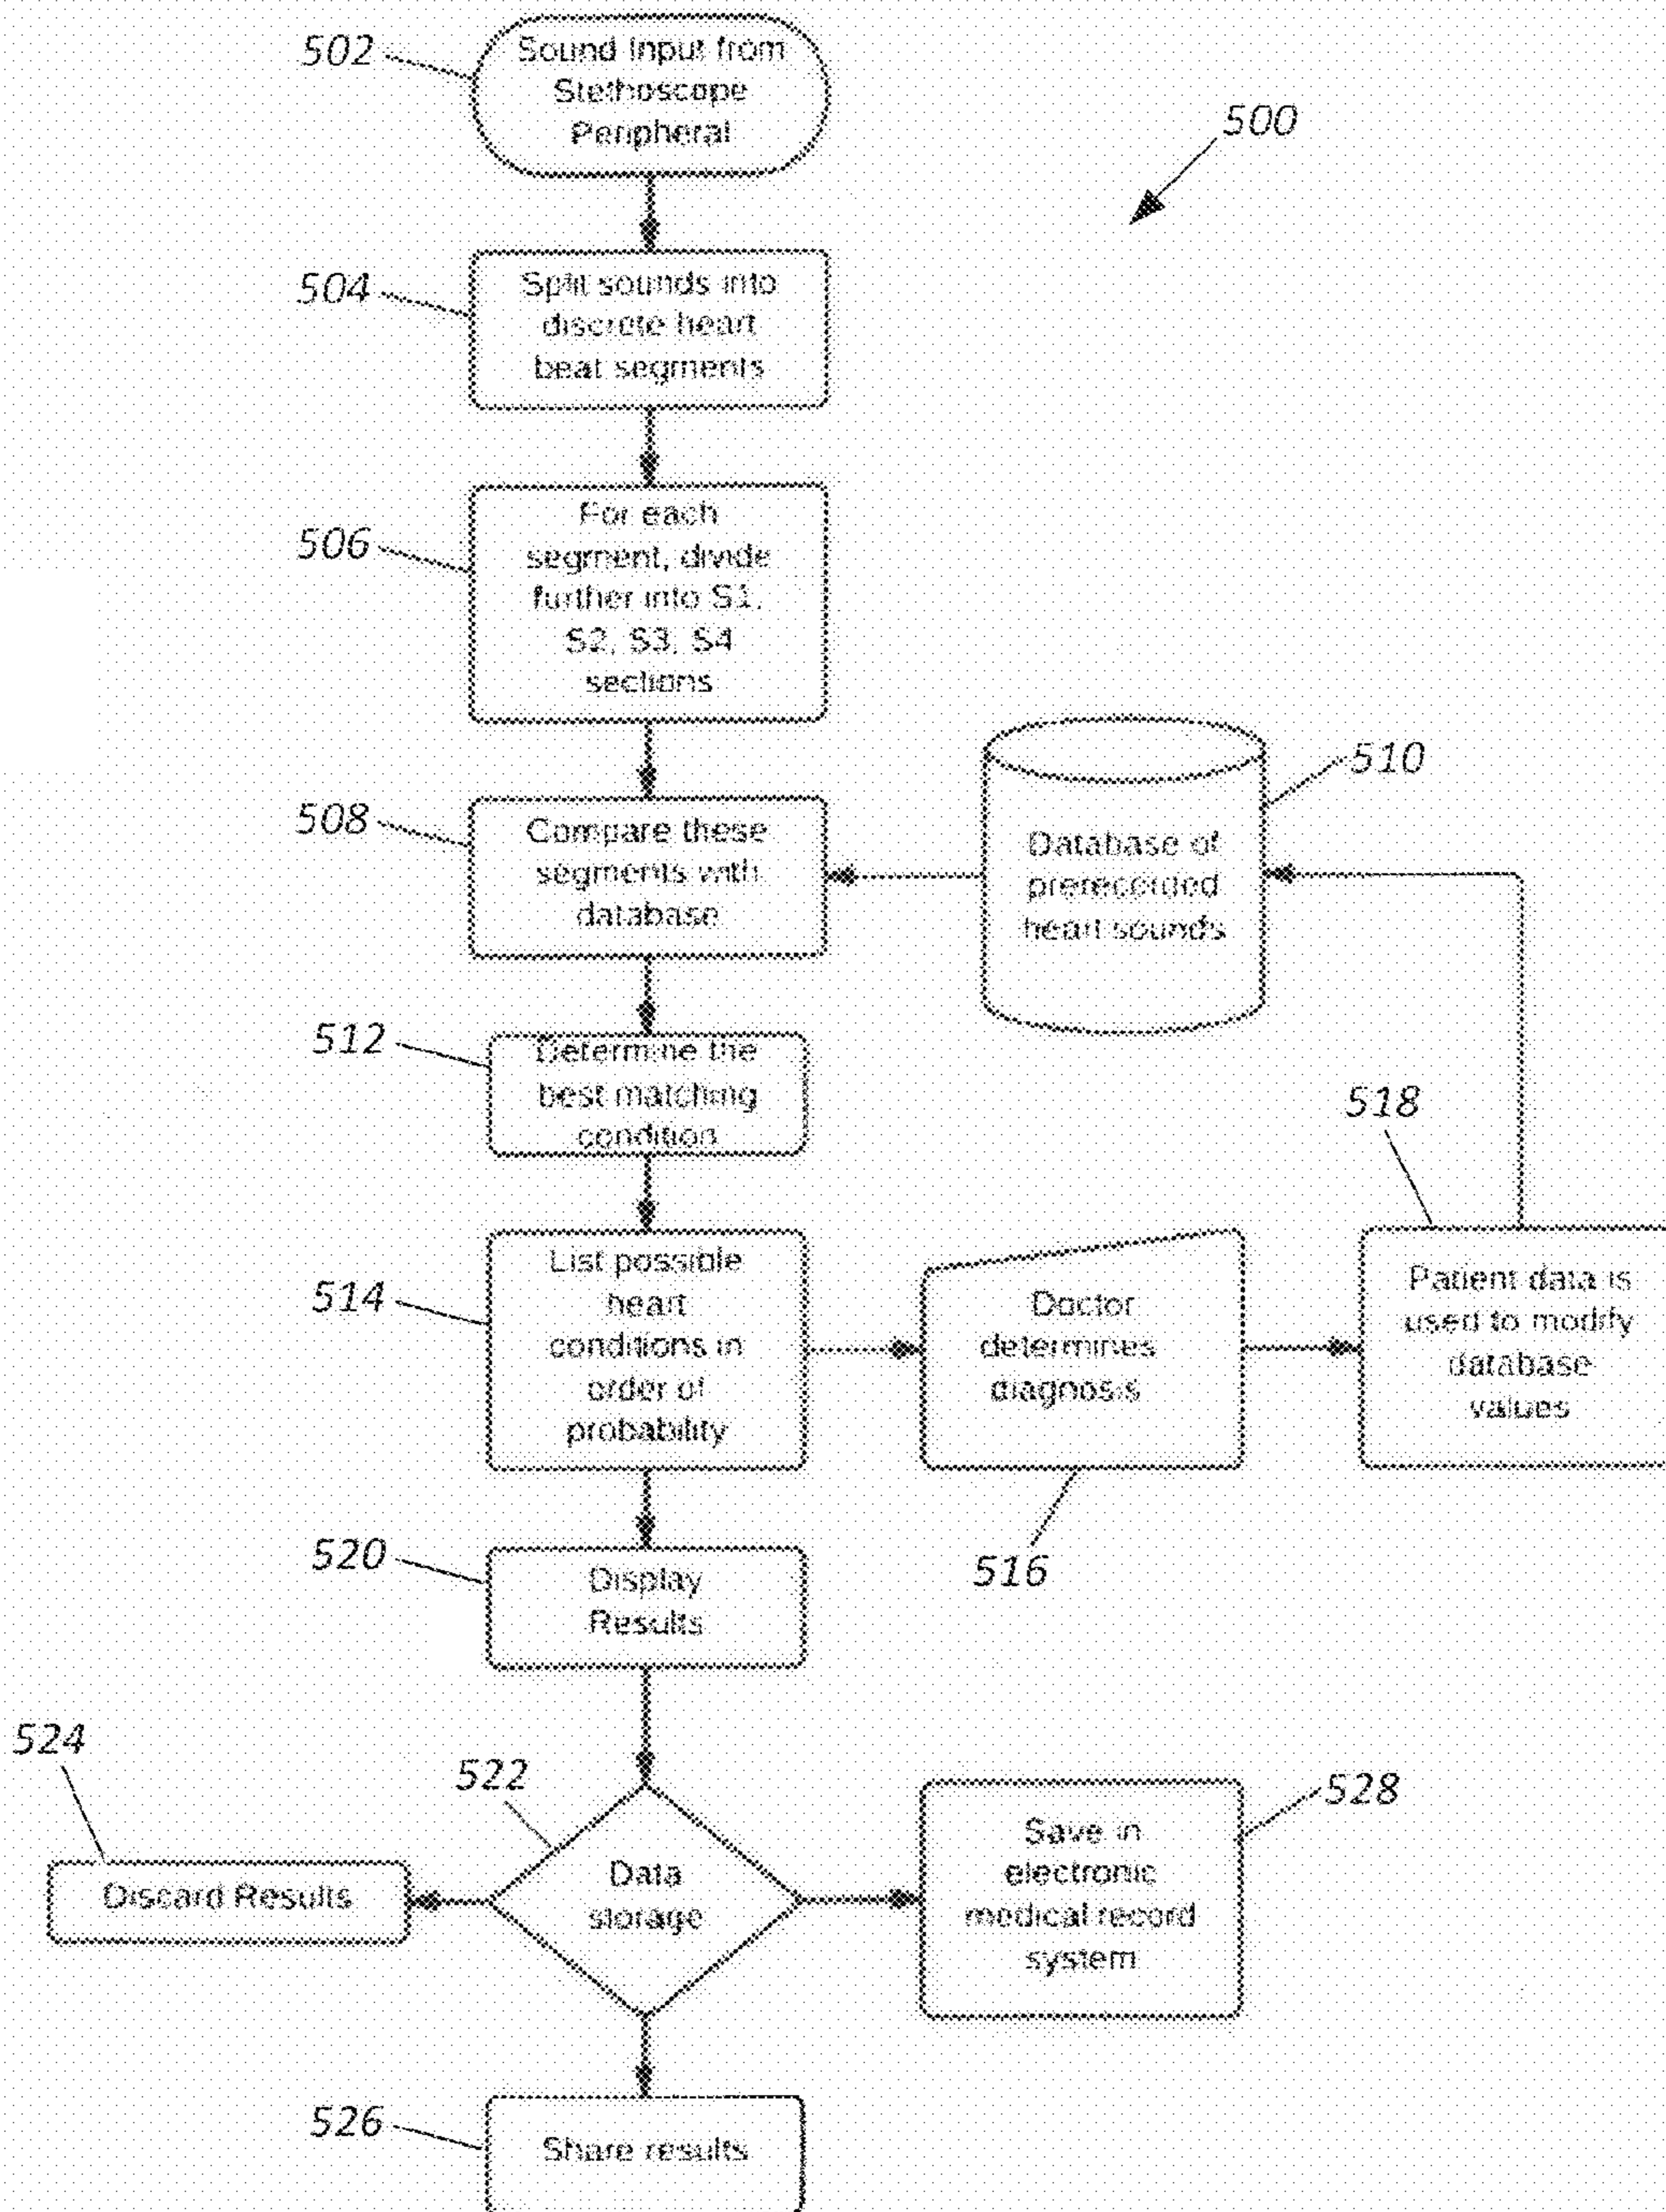 502
Sound Input from
Stethoscope
Peripheral
500
504
Split sounds into
discrete heart
beat segments
506
For each
segment, divide
further into S1,
S2, S3, S4
sections
508
Compare these
segments with
database
510
Database of
prerecorded
heart sounds
512
Determine the
best matching
condition
514
List possible
heart
conditions in
order of
probability
Doctor
determines
diagnosis
516
518
Patient data is
used to modify
database
values
520
Display
Results
522
Data
storage
524
Discard Results
528
Save in
electronic
medical record
system
526
Share results